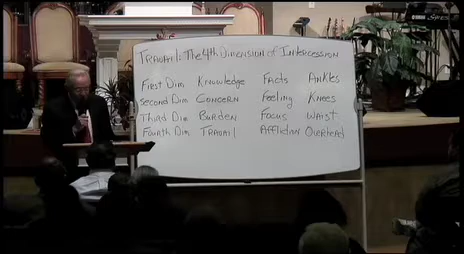 TRAVAIL: THE 4TH DIMENSION OF INTERCESSION
FIRST DIM KNOWLEDGE FACTS ANKLES
SECOND DIM CONCERN FEELING KNEES
THIRD DIM BURDEN FOCUS WAIST
FOURTH DIM TRAVAIL AFFLICTION OVERHEAD